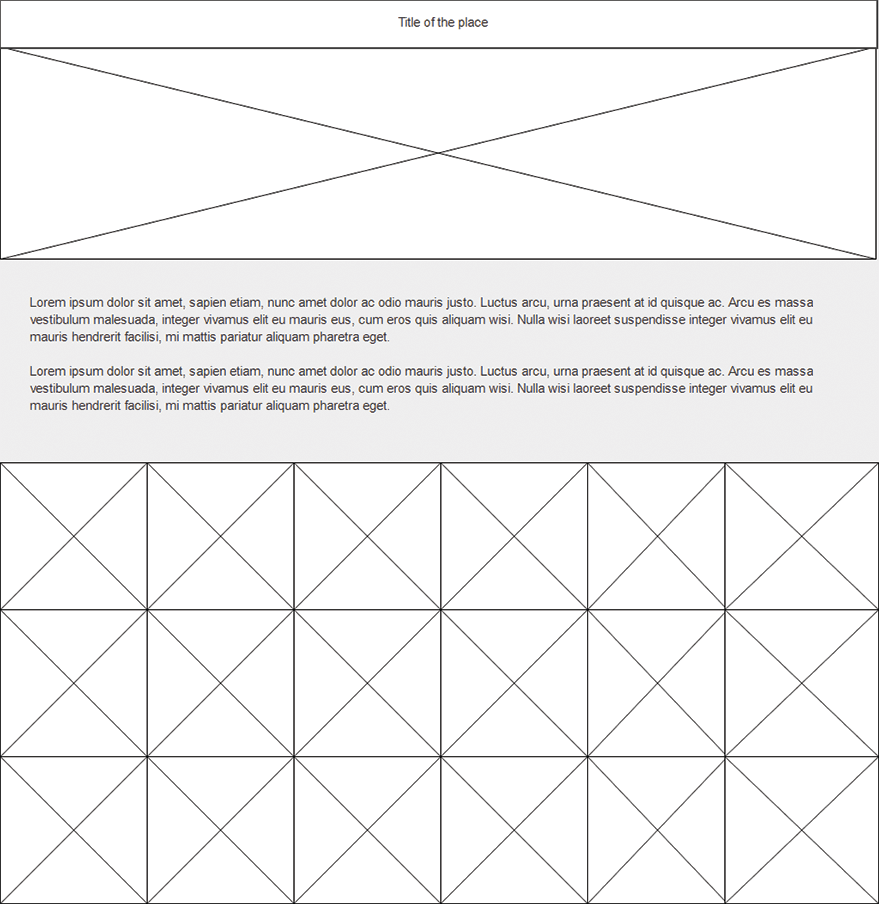 Title of the place
Lorem ipsum dolor sit amet, sapien etiam, nunc amet dolor ac odio mauris justo. Luctus arcu, urna praesent at id quisque ac. Arcu es massa
vestibulum malesuada, integer vivamus elit eu mauris eus, cum eros quis aliquam wisi. Nulla wisi laoreet suspendisse integer vivamus elit eu
mauris hendrerit facilisi, mi mattis pariatur aliquam pharetra eget.
Lorem ipsum dolor sit amet, sapien etiam, nunc amet dolor ac odio mauris justo. Luctus arcu, urna praesent at id quisque ac. Arcu es massa
vestibulum malesuada, integer vivamus elit eu mauris eus, cum eros quis aliquam wisi. Nulla wisi laoreet suspendisse integer vivamus elit eu
mauris hendrerit facilisi, mi mattis pariatur aliquam pharetra eget.